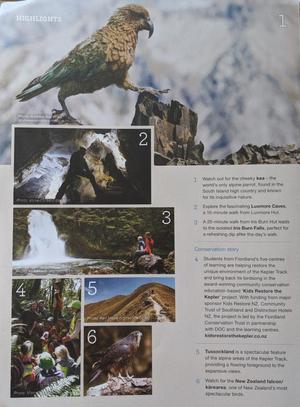 HIGHLIGHTS
1
2
3
4
5
6
1 Watch out for the cheeky kea – the
world's only alpine parrot, found in the
South Island high country and known
for its inquisitive nature.
2 Explore the fascinating Luxmore Caves,
a 10-minute walk from Luxmore Hut.
3 A 20-minute walk from Iris Burn Hut leads
to the isolated Iris Burn Falls, perfect for
a refreshing dip after the day's walk.
Conservation story
4 Students from Fiordland's five centres
of learning are helping restore the
unique environment of the Kepler Track
and bring back its birdsong in the
award-winning community conservation
education-based 'Kids Restore the
Kepler' project. With funding from major
sponsor Kids Restore NZ, Community
Trust of Southland and Distinction Hotels
NZ, the project is led by the Fiordland
Conservation Trust in partnership
with DOC and the learning centres.
kidsrestorethekepler.co.nz
5 Tussockland is a spectacular feature
of the alpine areas of the Kepler Track,
providing a flowing foreground to the
expansive views.
6 Watch for the New Zealand falcon/
kārearea, one of New Zealand's most
spectacular birds.